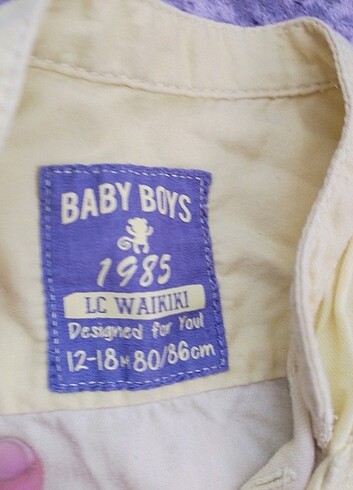 BABY BOYS
1985
LC WAIKIKI
Designed for You!
12-18M 80/86cm